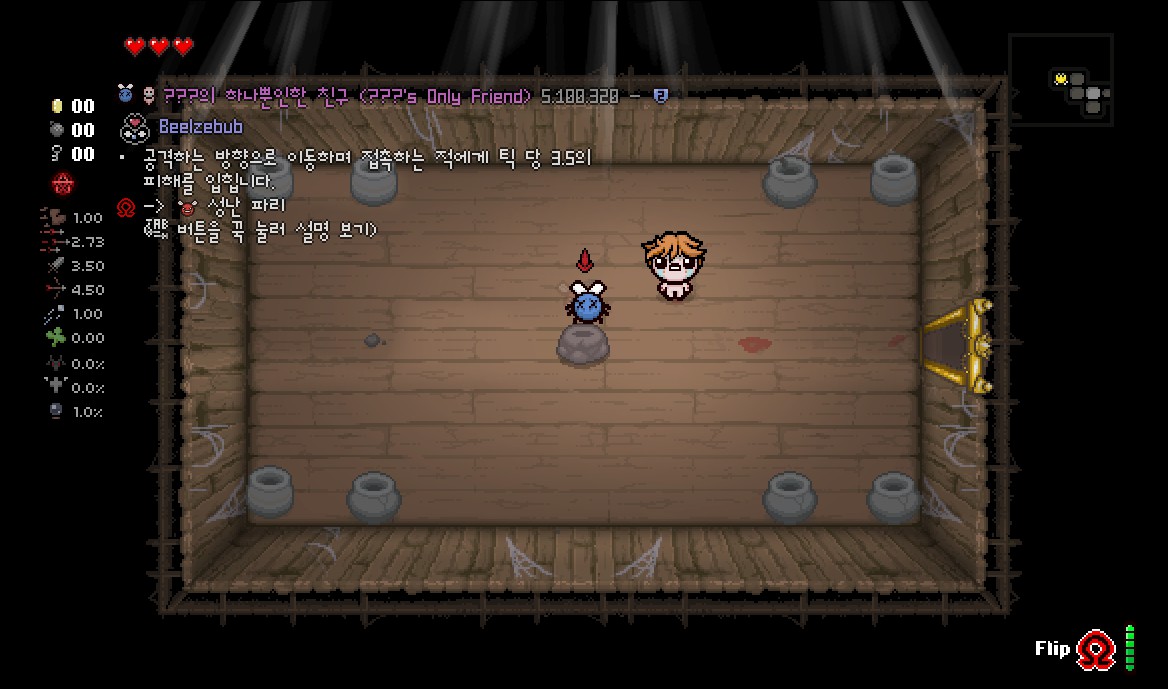 ???의 하나뿐인한 친구 (???'s Only Friend) 5.100.320 -
00
Beelzebub
00
00
· 공격하는 방향으로 이동하며 접촉하는 적에게 틱 당 3.5의
피해를 입힙니다.
-> 성난 파리
버튼을 꾹 눌러 설명 보기)
1.00
2.73
3.50
4.50
1.00
0.00
0.0%
0.0%
1.0%
Flip